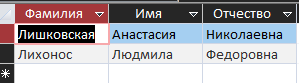 Фамилия Имя Отчество
Лишковская Анастасия Николаевна
Лихонос Людмила Федоровна